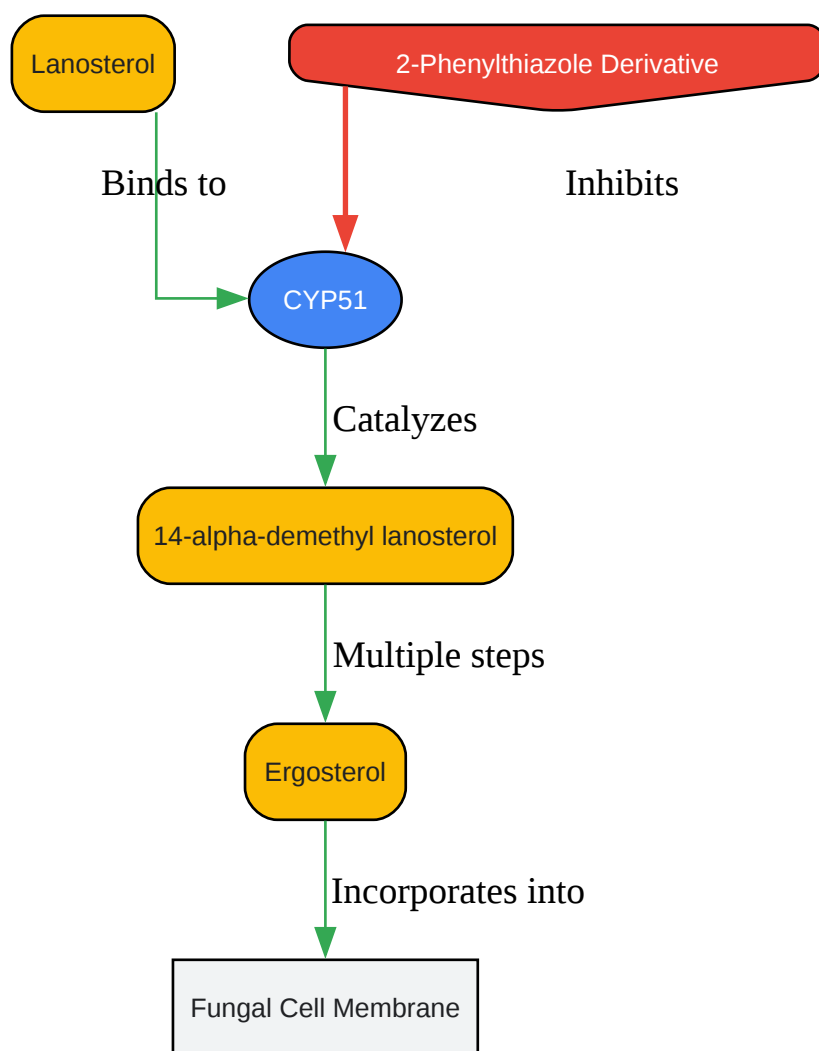 Lanosterol
2-Phenylthiazole Derivative
Binds to
Inhibits
CYP51
Catalyzes
14-alpha-demethyl lanosterol
Multiple steps
Ergosterol
Incorporates into
Fungal Cell Membrane